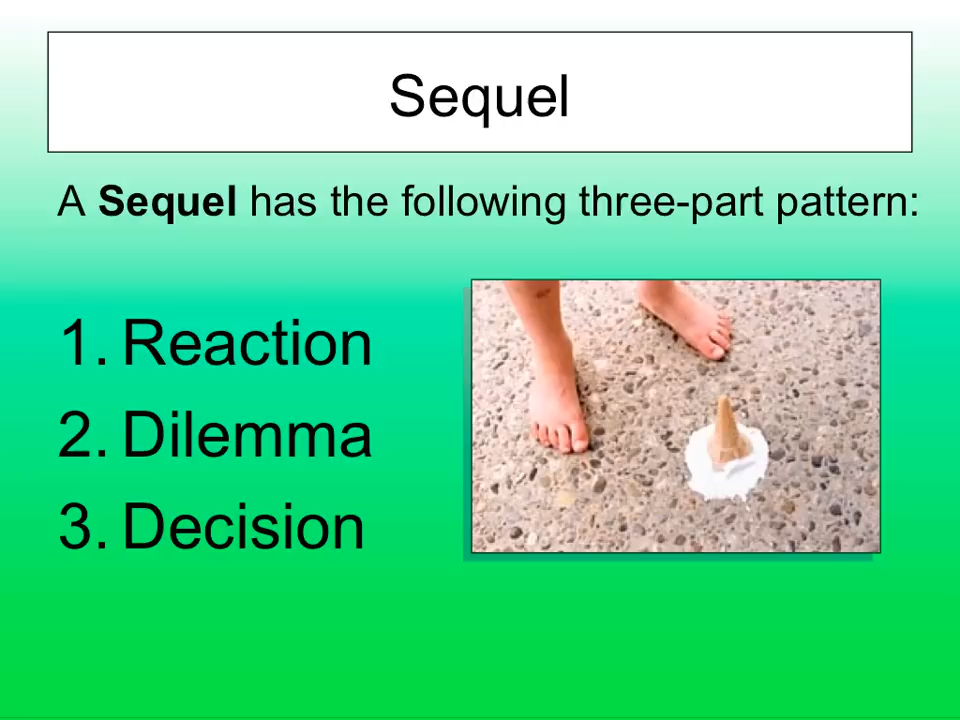 Sequel
A Sequel has the following three-part pattern:
1. Reaction
2. Dilemma
3. Decision